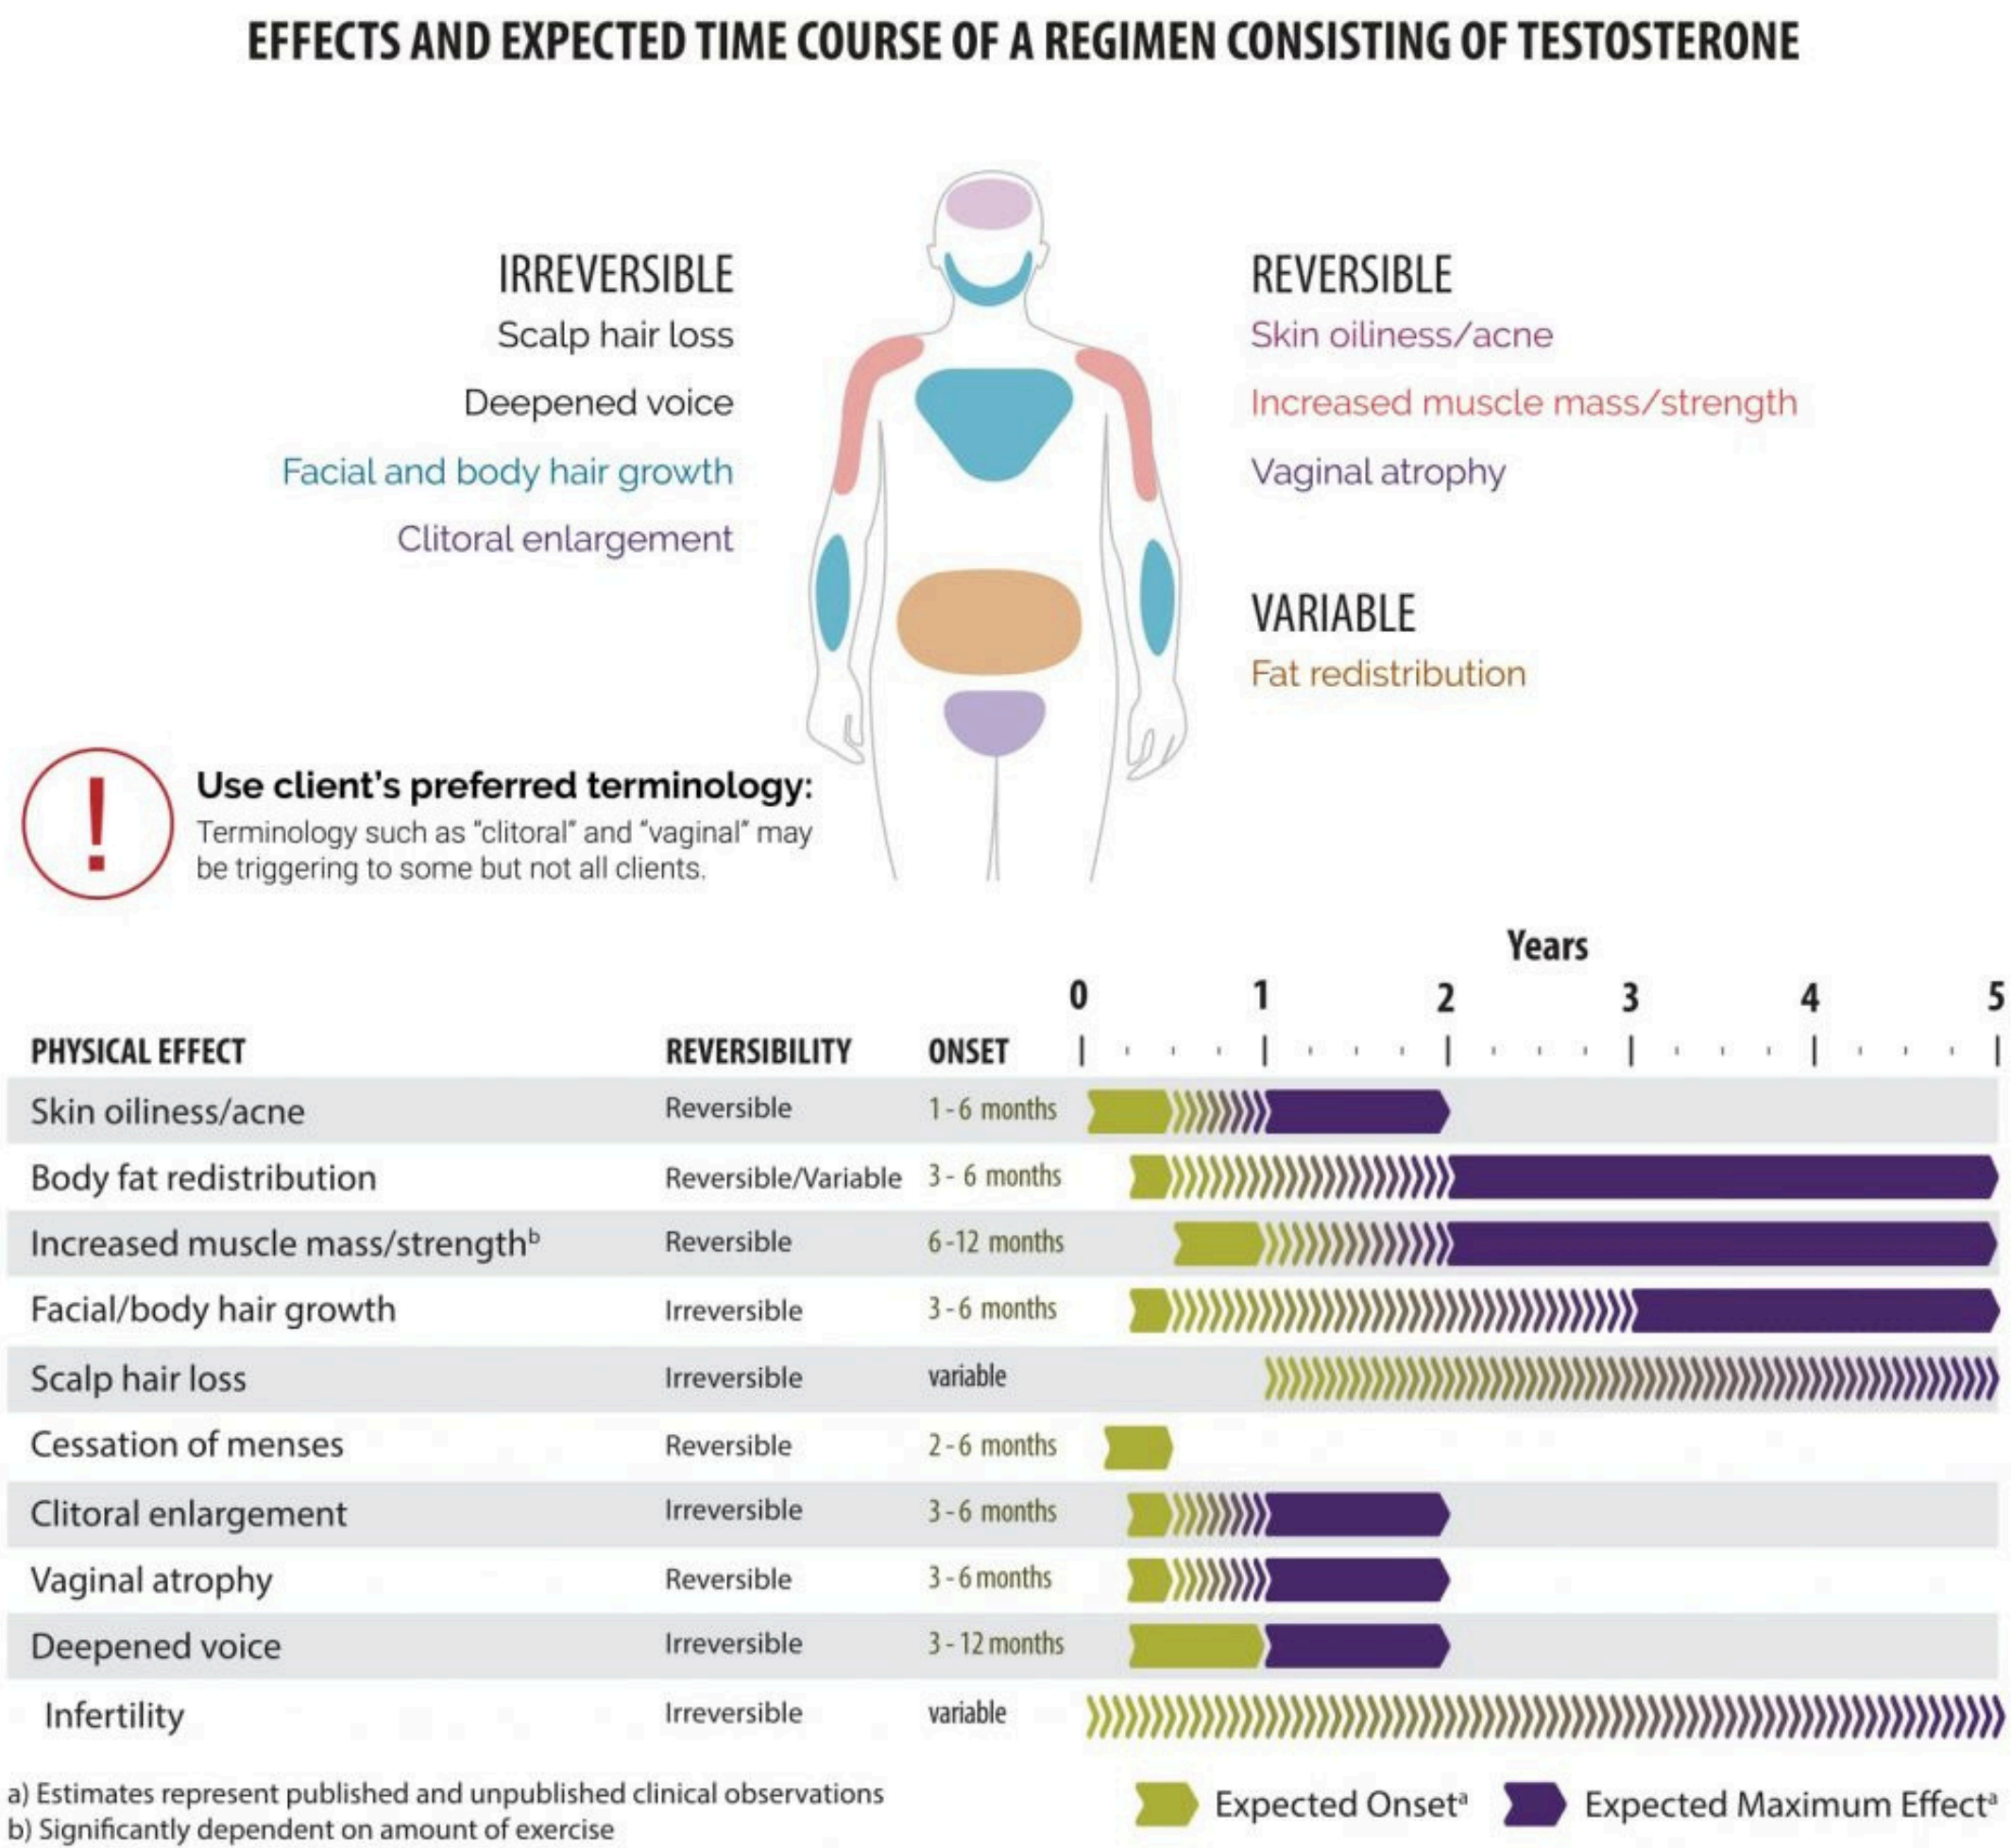 EFFECTS AND EXPECTED TIME COURSE OF A REGIMEN CONSISTING OF TESTOSTERONE
IRREVERSIBLE
Scalp hair loss
Deepened voice
Facial and body hair growth
Clitoral enlargement
REVERSIBLE
Skin oiliness/acne
Increased muscle mass/strength
Vaginal atrophy
VARIABLE
Fat redistribution
!
Use client's preferred terminology:
Terminology such as "clitoral" and "vaginal" may
be triggering to some but not all clients.
Years
0 1 2 3 4 5
PHYSICAL EFFECT REVERSIBILITY ONSET
Skin oiliness/acne Reversible 1-6 months
Body fat redistribution Reversible/Variable 3- 6 months
Increased muscle mass/strengthᵇ Reversible 6-12 months
Facial/body hair growth Irreversible 3-6 months
Scalp hair loss Irreversible variable
Cessation of menses Reversible 2-6 months
Clitoral enlargement Irreversible 3-6 months
Vaginal atrophy Reversible 3-6 months
Deepened voice Irreversible 3-12 months
Infertility Irreversible variable
a) Estimates represent published and unpublished clinical observations
b) Significantly dependent on amount of exercise
Expected Onsetᵃ Expected Maximum Effectᵃ